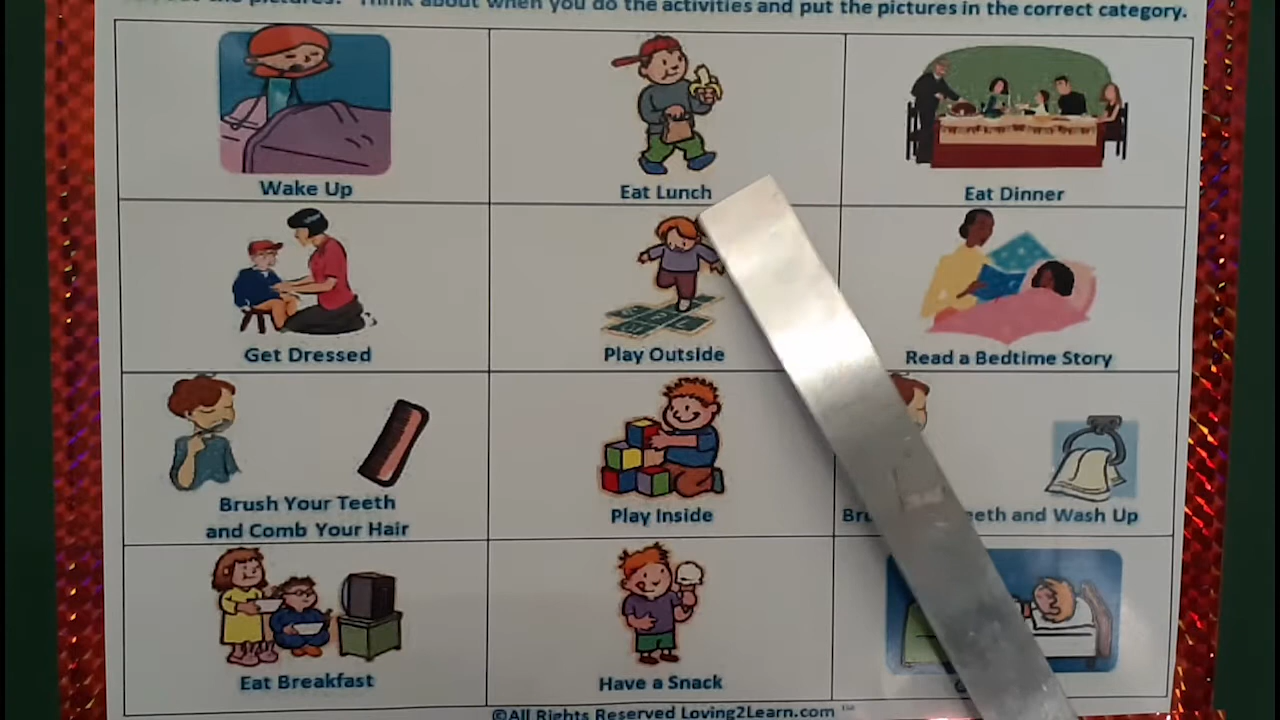 the pictures. Think about when you do the activities and put the pictures in the correct category.
Wake Up
Eat Lunch
Eat Dinner
Get Dressed
Play Outside
Read a Bedtime Story
Brush Your Teeth
and Comb Your Hair
Play Inside
and Wash Up
Eat Breakfast
Have a Snack
©All Rights Reserved Loving2Learn.com ™